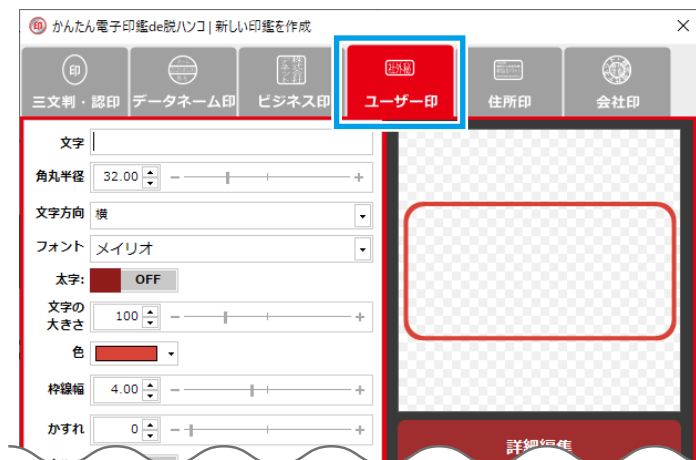 印 かんたん電子印鑑de脱ハンコ | 新しい印鑑を作成
印
社外秘
三文判・認印 データネーム印 ビジネス印 ユーザー印 住所印 会社印
文字
角丸半径 32.00
文字方向 横
フォント メイリオ
太字: OFF
文字の
大きさ 100
色
枠線幅 4.00
かすれ 0
詳細編集